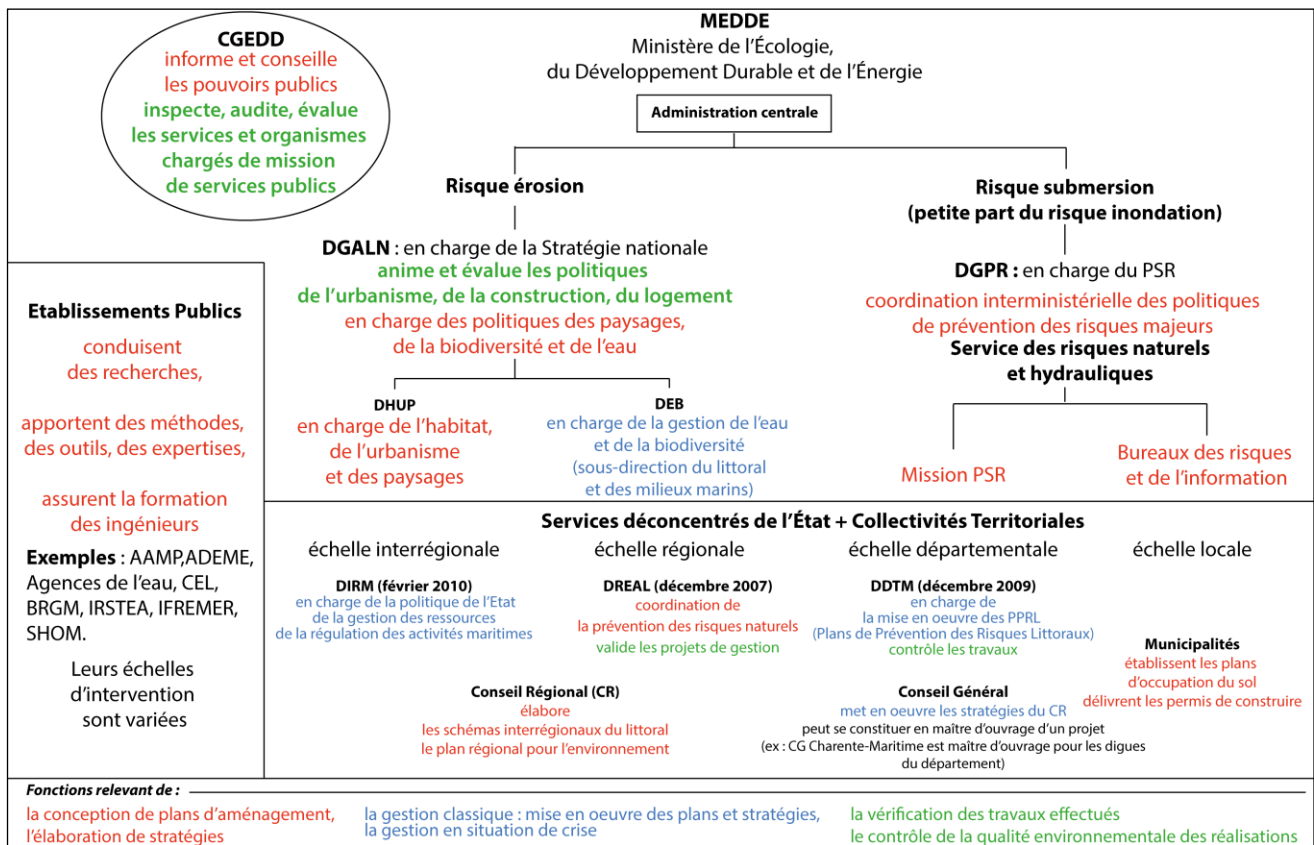 CGEDD
informe et conseille
les pouvoirs publics
inspecte, audite, évalue
les services et organismes
chargés de mission
de services publics
MEDDE
Ministère de l'Écologie,
du Développement Durable et de l'Énergie
Administration centrale
Risque érosion
DGALN : en charge de la Stratégie nationale
anime et évalue les politiques
de l'urbanisme, de la construction, du logement
en charge des politiques des paysages,
de la biodiversité et de l'eau
DHUP
en charge de l'habitat,
de l'urbanisme
et des paysages
DEB
en charge de la gestion de l'eau
et de la biodiversité
(sous-direction du littoral
et des milieux marins)
Risque submersion
(petite part du risque inondation)
DGPR : en charge du PSR
coordination interministérielle des politiques
de prévention des risques majeurs
Service des risques naturels
et hydrauliques
Mission PSR
Bureaux des risques
et de l'information
Etablissements Publics
conduisent
des recherches,
apportent des méthodes,
des outils, des expertises,
assurent la formation
des ingénieurs
Exemples : AAMP,ADEME,
Agences de l'eau, CEL,
BRGM, IRSTEA, IFREMER,
SHOM.
Leurs échelles
d'intervention
sont variées
Services déconcentrés de l'État + Collectivités Territoriales
échelle interrégionale
échelle régionale
échelle départementale
échelle locale
DIRM (février 2010)
en charge de la politique de l'Etat
de la gestion des ressources
de la régulation des activités maritimes
DREAL (décembre 2007)
coordination de
la prévention des risques naturels
valide les projets de gestion
DDTM (décembre 2009)
en charge de
la mise en oeuvre des PPRL
(Plans de Prévention des Risques Littoraux)
contrôle les travaux
Municipalités
établissent les plans
d'occupation du sol
délivrent les permis de construire
Conseil Régional (CR)
élabore
les schémas interrégionaux du littoral
le plan régional pour l'environnement
Conseil Général
met en oeuvre les stratégies du CR
peut se constituer en maître d'ouvrage d'un projet
(ex : CG Charente-Maritime est maître d'ouvrage pour les digues
du département)
Fonctions relevant de :
la conception de plans d'aménagement,
l'élaboration de stratégies
la gestion classique : mise en oeuvre des plans et stratégies,
la gestion en situation de crise
la vérification des travaux effectués
le contrôle de la qualité environnementale des réalisations